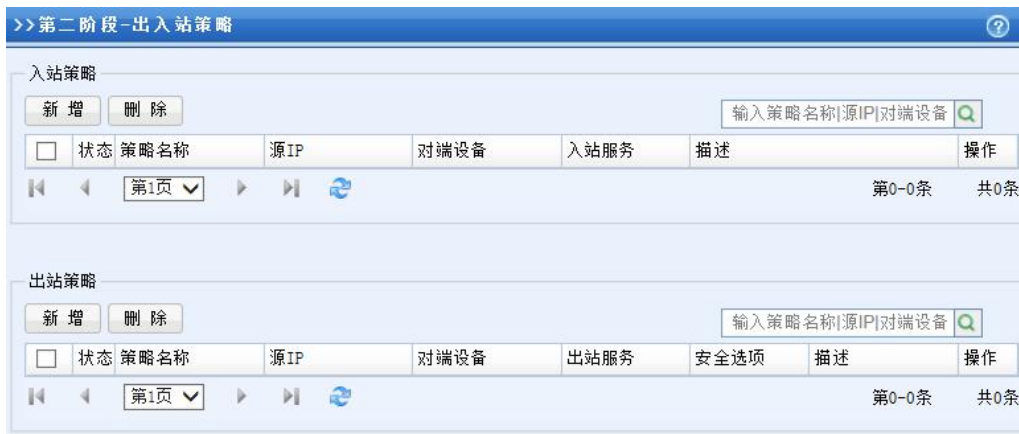 >>第二阶段-出入站策略
入站策略
新 增 删 除 输入策略名称|源IP|对端设备
状态 策略名称 源IP 对端设备 入站服务 描述 操作
第1页 第0-0条 共0条
出站策略
新 增 删 除 输入策略名称|源IP|对端设备
状态 策略名称 源IP 对端设备 出站服务 安全选项 描述 操作
第1页 第0-0条 共0条